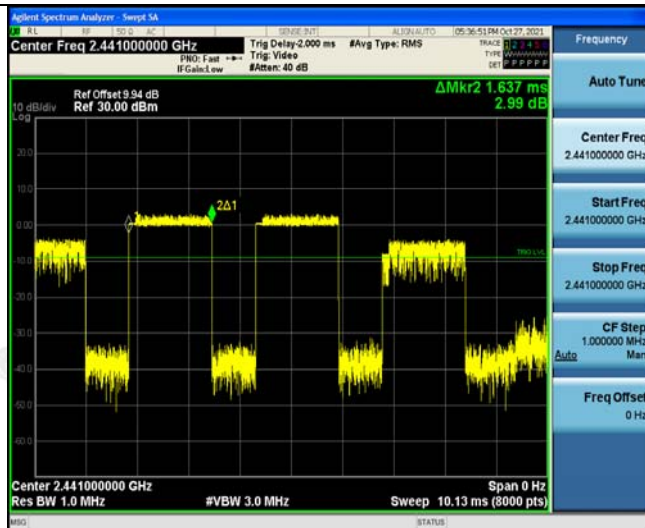 Agilent Spectrum Analyzer - Swept SA
RL RF 50 Ω AC SENSE:INT ALIGN AUTO 05:36:51 PM Oct 27, 2021
Center Freq 2.441000000 GHz
PNO: Fast
IFGain:Low
Trig Delay-2.000 ms
Trig: Video
#Atten: 40 dB
#Avg Type: RMS
TRACE 1 2 3 4 5 6
TYPE WWWWWW
DET P P P P P P
Ref Offset 9.94 dB
10 dB/div Ref 30.00 dBm
Log
ΔMkr2 1.637 ms
2.99 dB
20.0
10.0
0.00
-10.0
-20.0
-30.0
-40.0
-50.0
-60.0
2Δ1
TRIG LVL
Center 2.441000000 GHz Span 0 Hz
Res BW 1.0 MHz #VBW 3.0 MHz Sweep 10.13 ms (8000 pts)
MSG STATUS
Frequency
Auto Tune
Center Freq
2.441000000 GHz
Start Freq
2.441000000 GHz
Stop Freq
2.441000000 GHz
CF Step
1.000000 MHz
Auto Man
Freq Offset
0 Hz